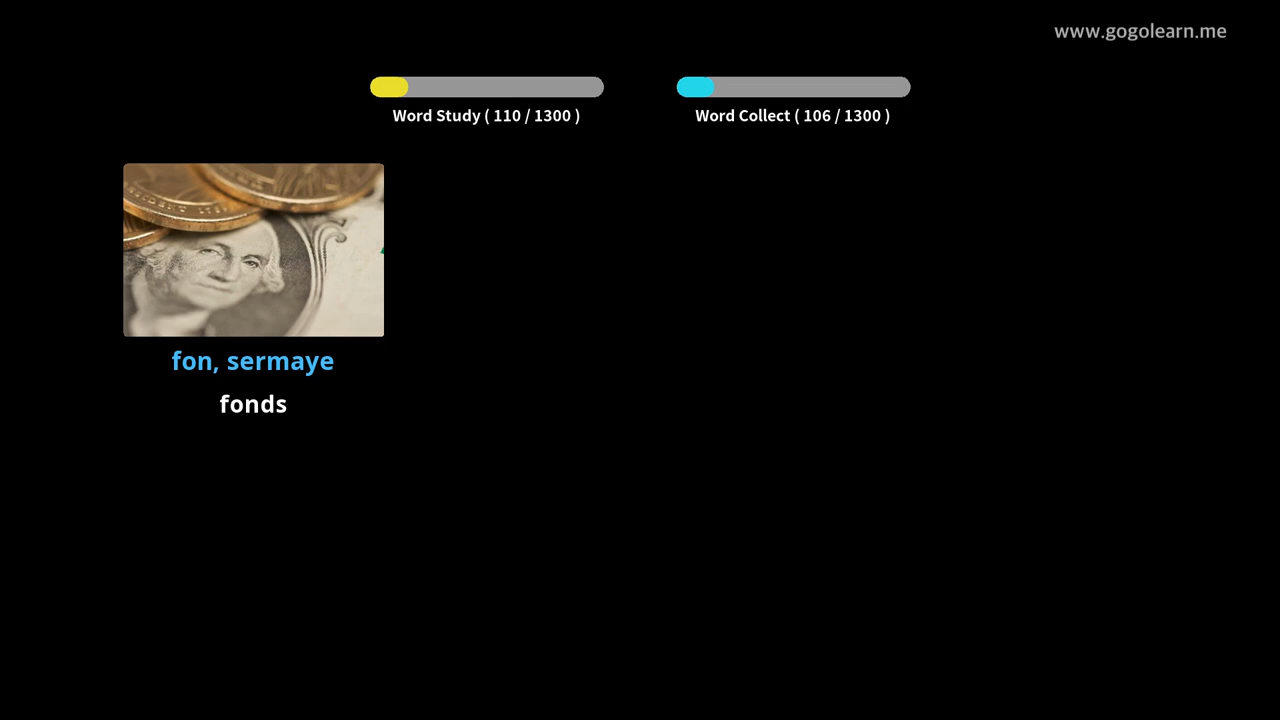 www.gogolearn.me
Word Study ( 110 / 1300 )
Word Collect ( 106 / 1300 )
fon, sermaye
fonds